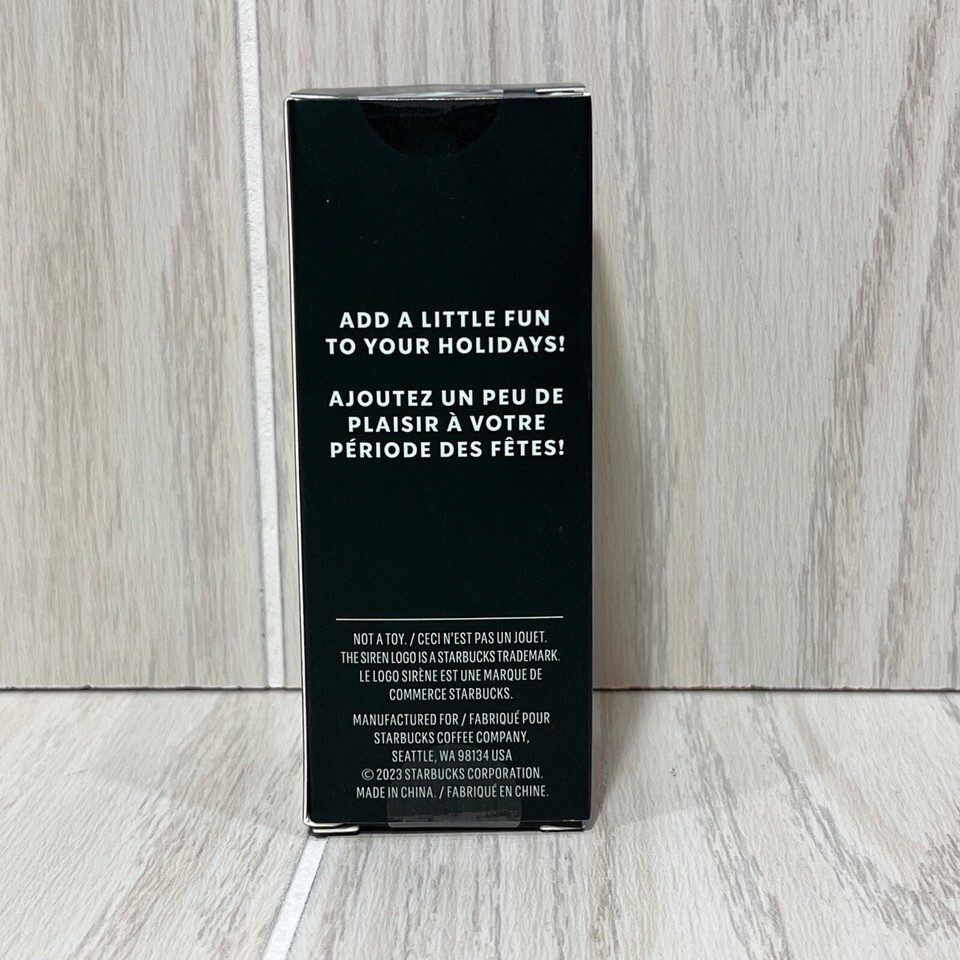 ADD A LITTLE FUN
TO YOUR HOLIDAYS!
AJOUTEZ UN PEU DE
PLAISIR À VOTRE
PÉRIODE DES FÊTES!
NOT A TOY. / CECI N'EST PAS UN JOUET.
THE SIREN LOGO IS A STARBUCKS TRADEMARK.
LE LOGO SIRÈNE EST UNE MARQUE DE
COMMERCE STARBUCKS.
MANUFACTURED FOR / FABRIQUÉ POUR
STARBUCKS COFFEE COMPANY,
SEATTLE, WA 98134 USA
© 2023 STARBUCKS CORPORATION.
MADE IN CHINA. / FABRIQUÉ EN CHINE.